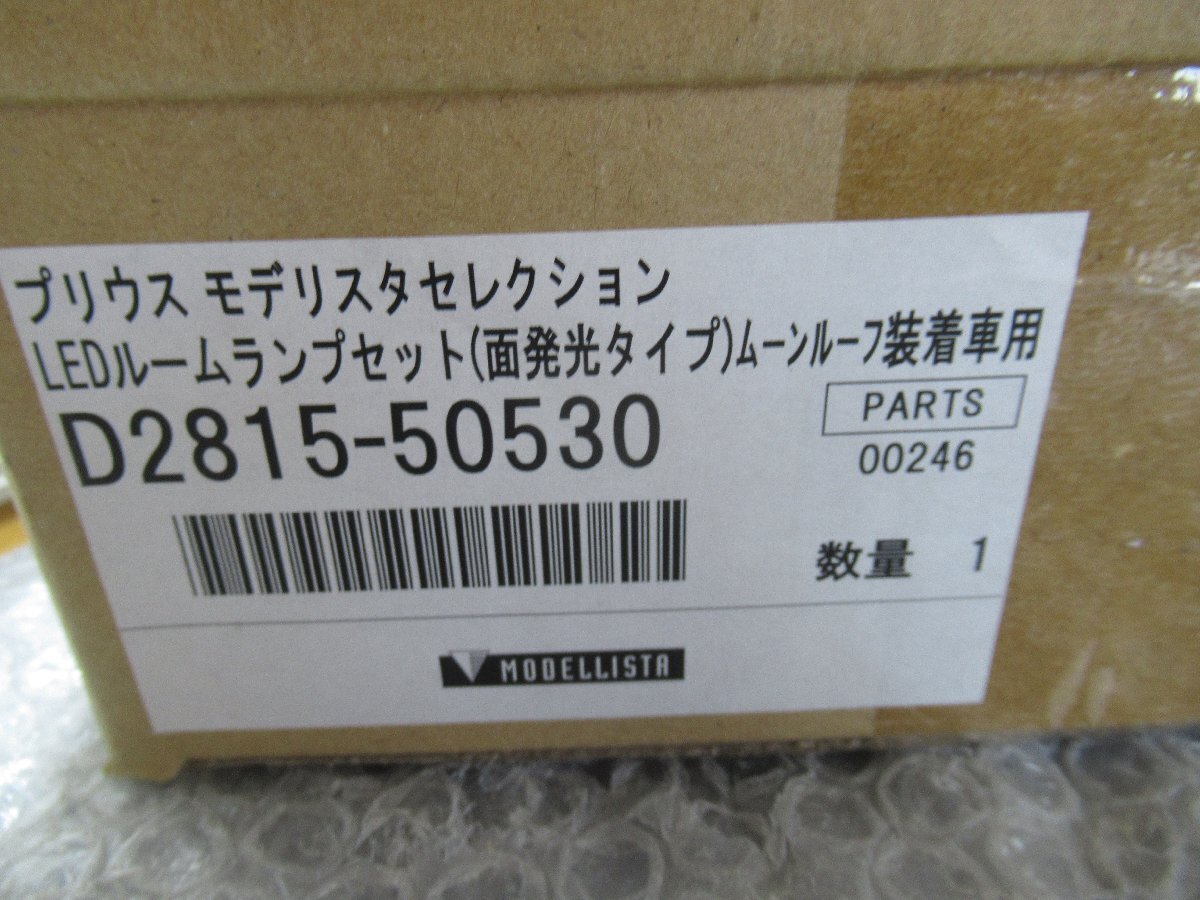 プリウス モデリスタセレクション
LEDルームランプセット(面発光タイプ)ムーンルーフ装着車用
D2815-50530
PARTS
00246
数量 1
MODELLISTA